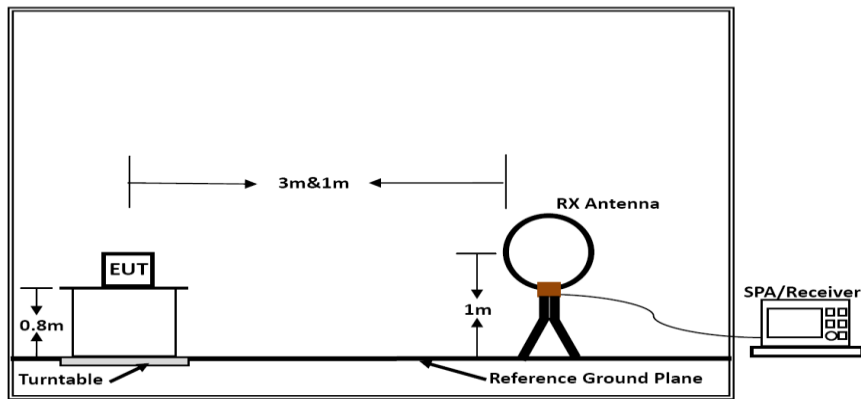 3m&1m
RX Antenna
EUT
SPA/Receiver
0.8m
1m
Turntable
Reference Ground Plane